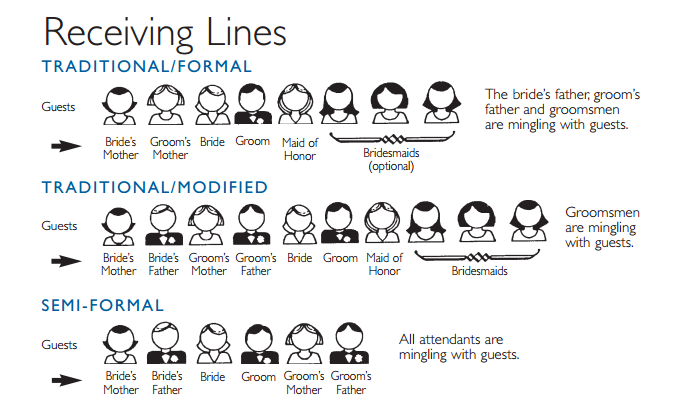 Receiving Lines
TRADITIONAL/FORMAL
Guests
Bride's Mother
Groom's Mother
Bride
Groom
Maid of Honor
Bridesmaids (optional)
The bride's father, groom's
father and groomsmen
are mingling with guests.
TRADITIONAL/MODIFIED
Guests
Bride's Mother
Bride's Father
Groom's Mother
Groom's Father
Bride
Groom
Maid of Honor
Bridesmaids
Groomsmen
are mingling
with guests.
SEMI-FORMAL
Guests
Bride's Mother
Bride's Father
Bride
Groom
Groom's Mother
Groom's Father
All attendants are
mingling with guests.